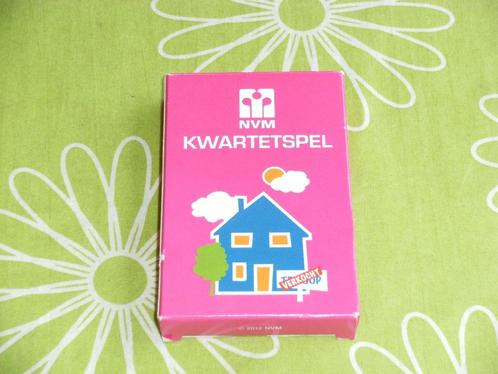 NVM
KWARTETSPEL
VERKOCHT
© 2012 NVM